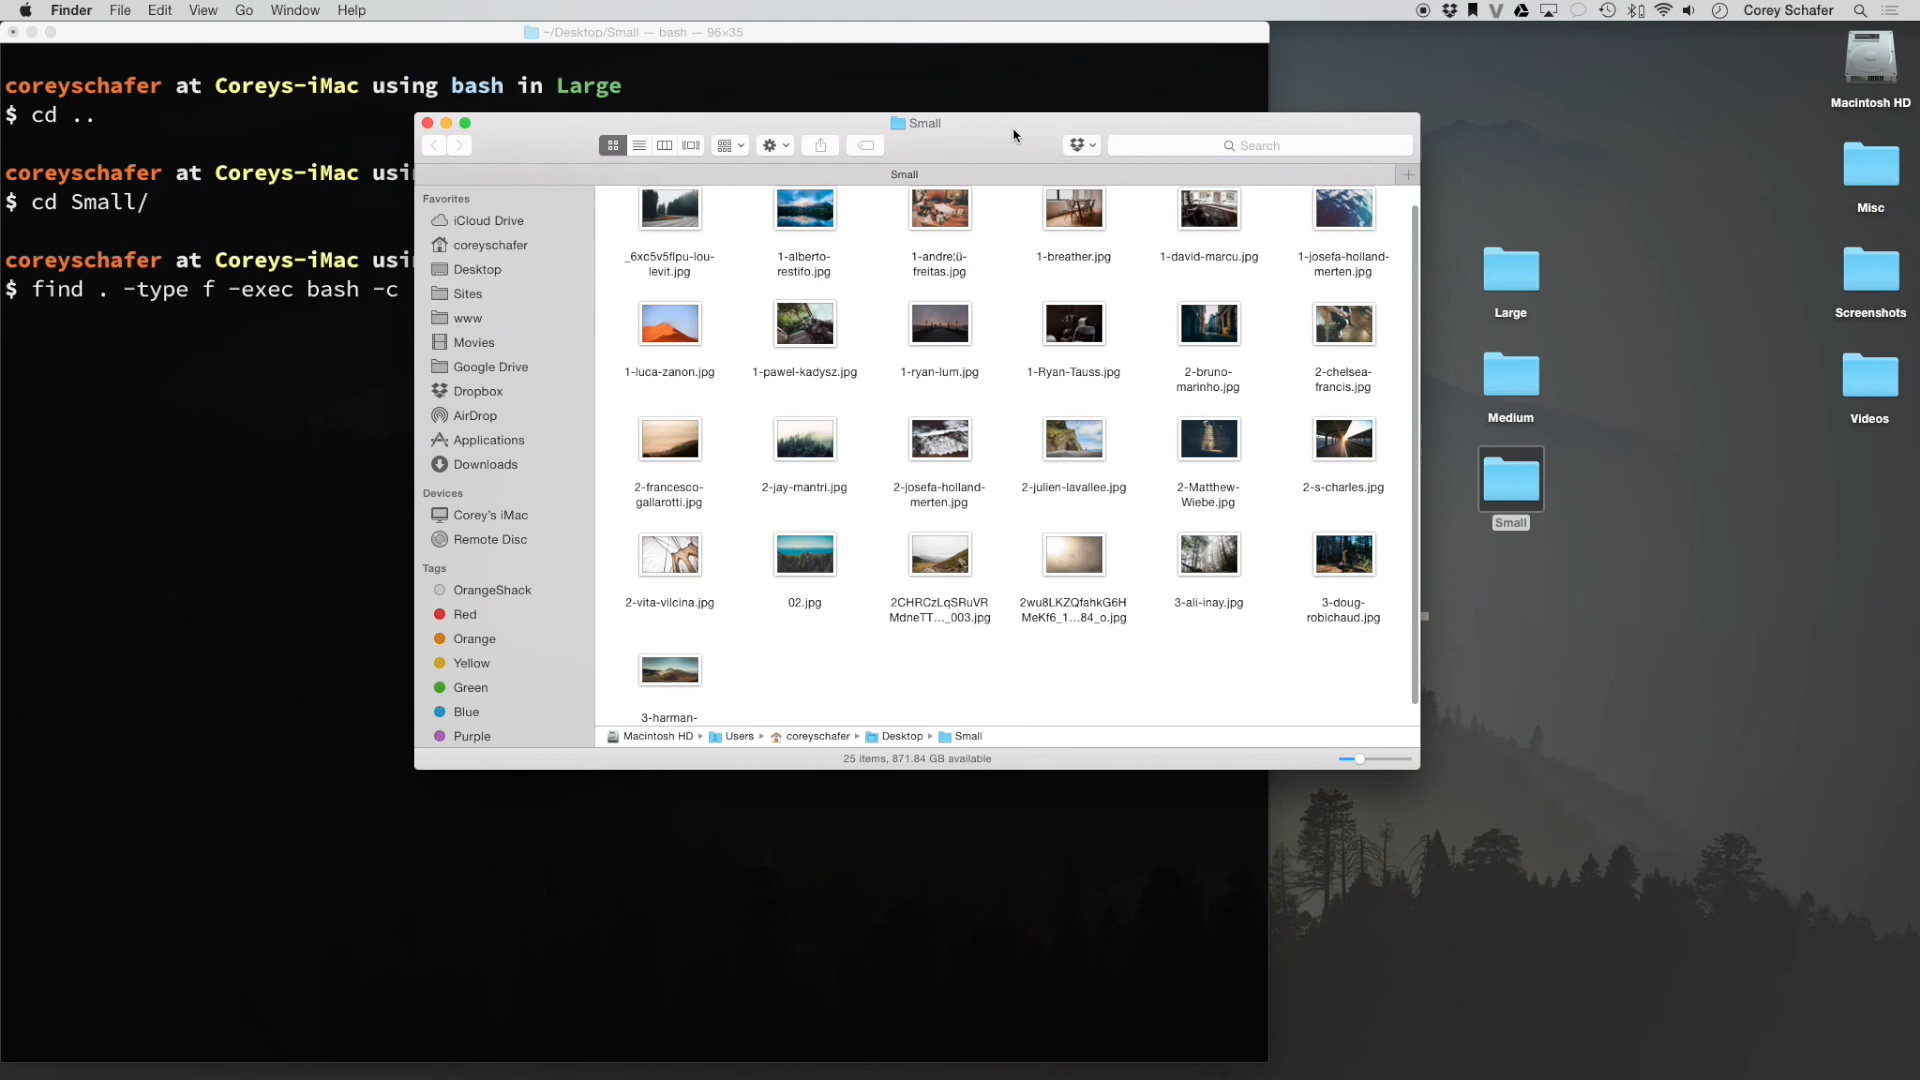 Finder File Edit View Go Window Help
Corey Schafer
~/Desktop/Small — bash — 96×35
coreyschafer at Coreys-iMac using bash in Large
$ cd ..
coreyschafer at Coreys-iMac usi
$ cd Small/
coreyschafer at Coreys-iMac usi
$ find . -type f -exec bash -c
Small
Search
Small
Favorites
iCloud Drive
coreyschafer
Desktop
Sites
www
Movies
Google Drive
Dropbox
AirDrop
Applications
Downloads
Devices
Corey's iMac
Remote Disc
Tags
OrangeShack
Red
Orange
Yellow
Green
Blue
Purple
_6xc5v5flpu-lou-
levit.jpg
1-alberto-
restifo.jpg
1-andre¦ü-
freitas.jpg
1-breather.jpg
1-david-marcu.jpg
1-josefa-holland-
merten.jpg
1-luca-zanon.jpg
1-pawel-kadysz.jpg
1-ryan-lum.jpg
1-Ryan-Tauss.jpg
2-bruno-
marinho.jpg
2-chelsea-
francis.jpg
2-francesco-
gallarotti.jpg
2-jay-mantri.jpg
2-josefa-holland-
merten.jpg
2-julien-lavallee.jpg
2-Matthew-
Wiebe.jpg
2-s-charles.jpg
2-vita-vilcina.jpg
02.jpg
2CHRCzLqSRuVR
MdneTT…_003.jpg
2wu8LKZQfahkG6H
MeKf6_1…84_o.jpg
3-ali-inay.jpg
3-doug-
robichaud.jpg
3-harman-
Macintosh HD Users coreyschafer Desktop Small
25 items, 871.84 GB available
Large
Medium
Small
Macintosh HD
Misc
Screenshots
Videos